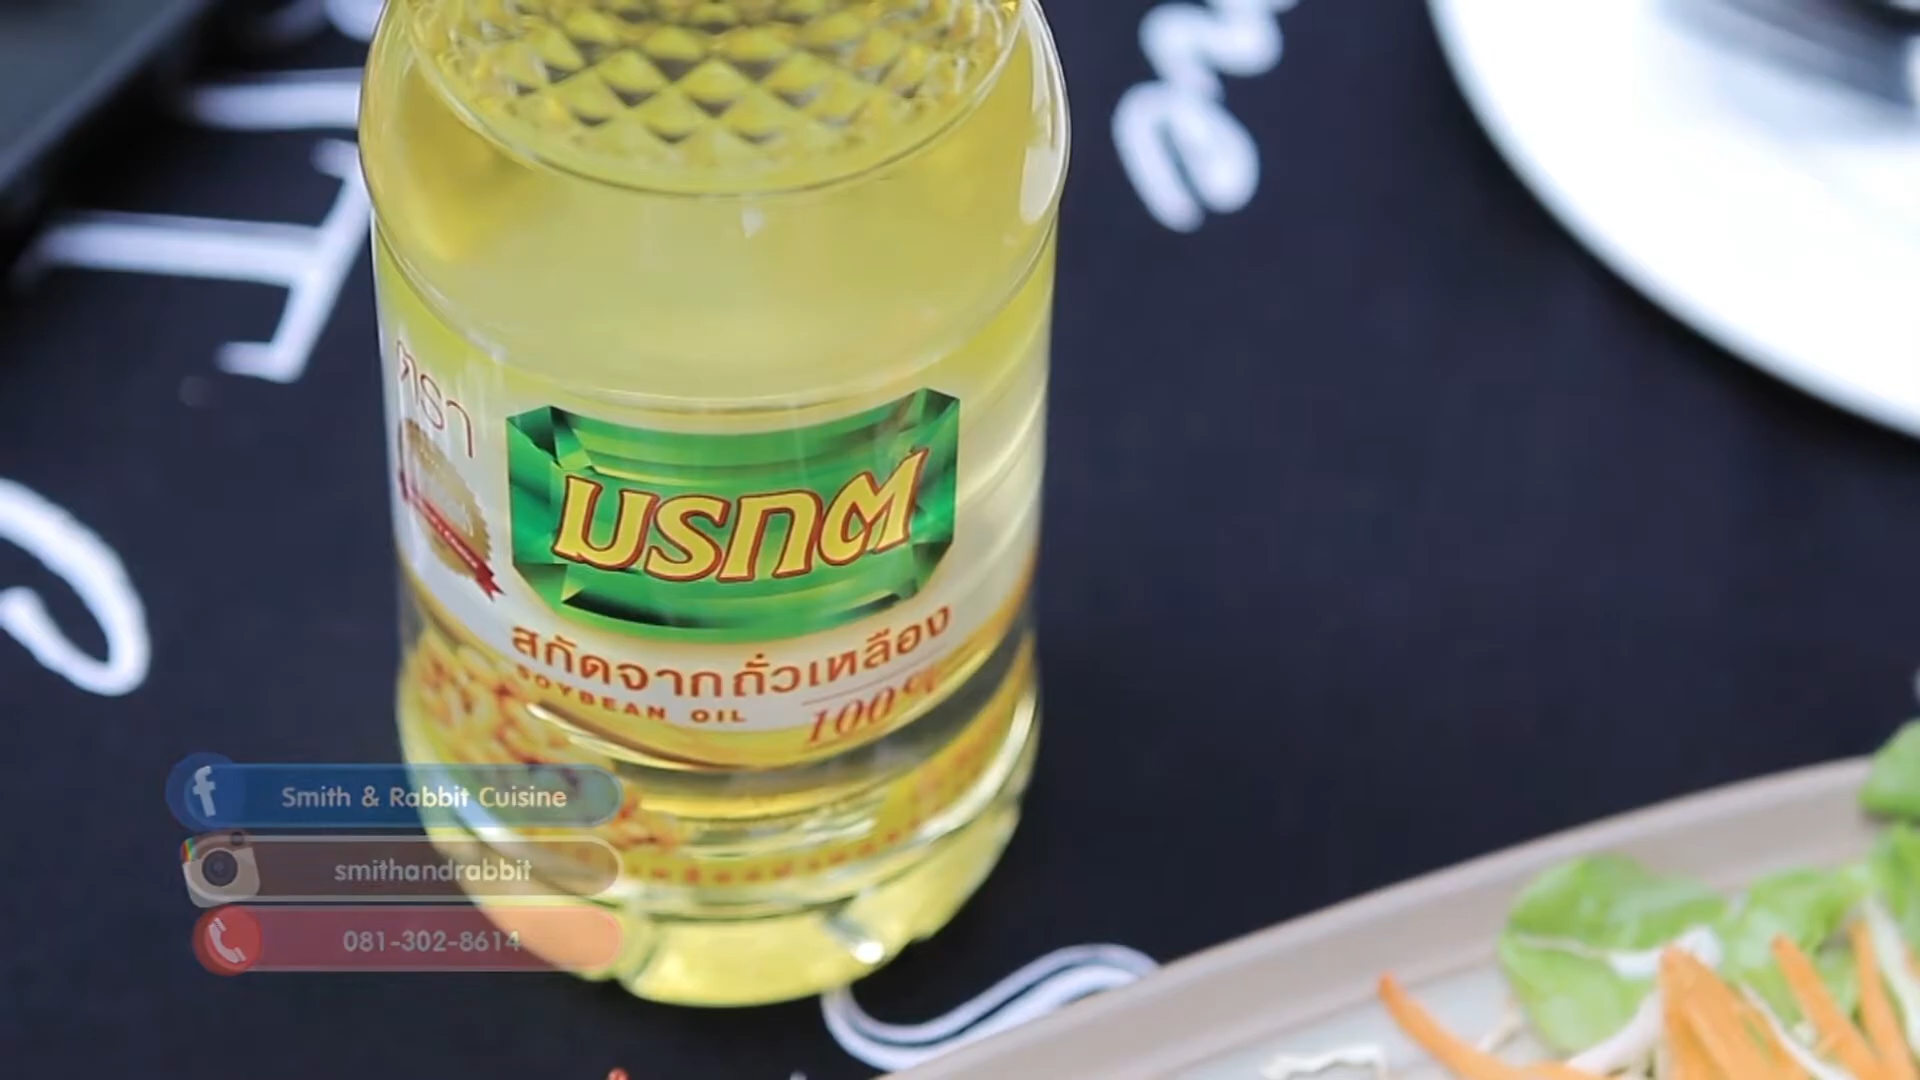 ตรา
มรกต
สกัดจากถั่วเหลือง
SOYBEAN OIL
100%
Smith & Rabbit Cuisine
smithandrabbit
081-302-8614